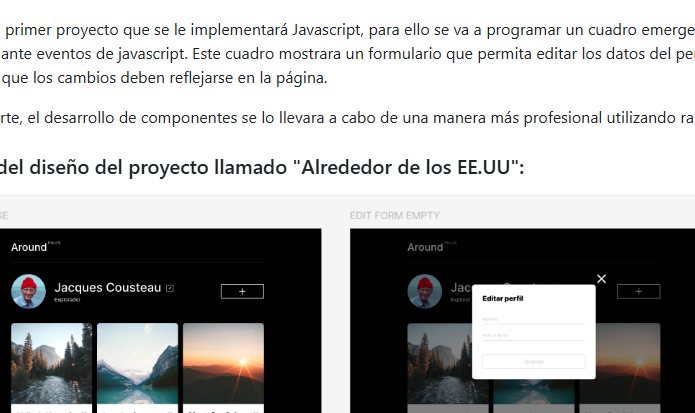 primer proyecto que se le implementará Javascript, para ello se va a programar un cuadro emerge
ante eventos de javascript. Este cuadro mostrara un formulario que permita editar los datos del per
que los cambios deben reflejarse en la página.
rte, el desarrollo de componentes se lo llevara a cabo de una manera más profesional utilizando ra
del diseño del proyecto llamado "Alrededor de los EE.UU":
GE
EDIT FORM EMPTY
Around
Around
Jacques Cousteau
Explorador
Jac
Explorar
Editar perfil
Nombre
Acerca de mi
Guardar